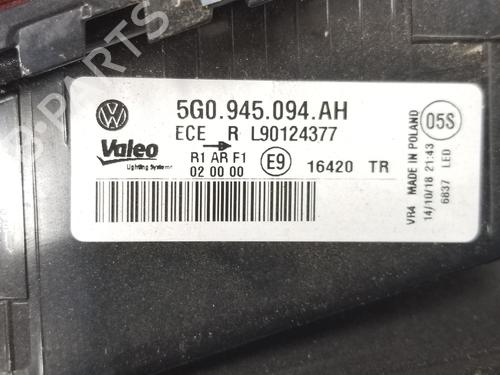 5G0.945.094.AH
ECE R L90124377
Valeo
Lighting Systems
R1 AR F1
02 00 00
E9
16420 TR
05S
VR4 MADE IN POLAND
14/10/18 21:43
6837 LED
PARTS